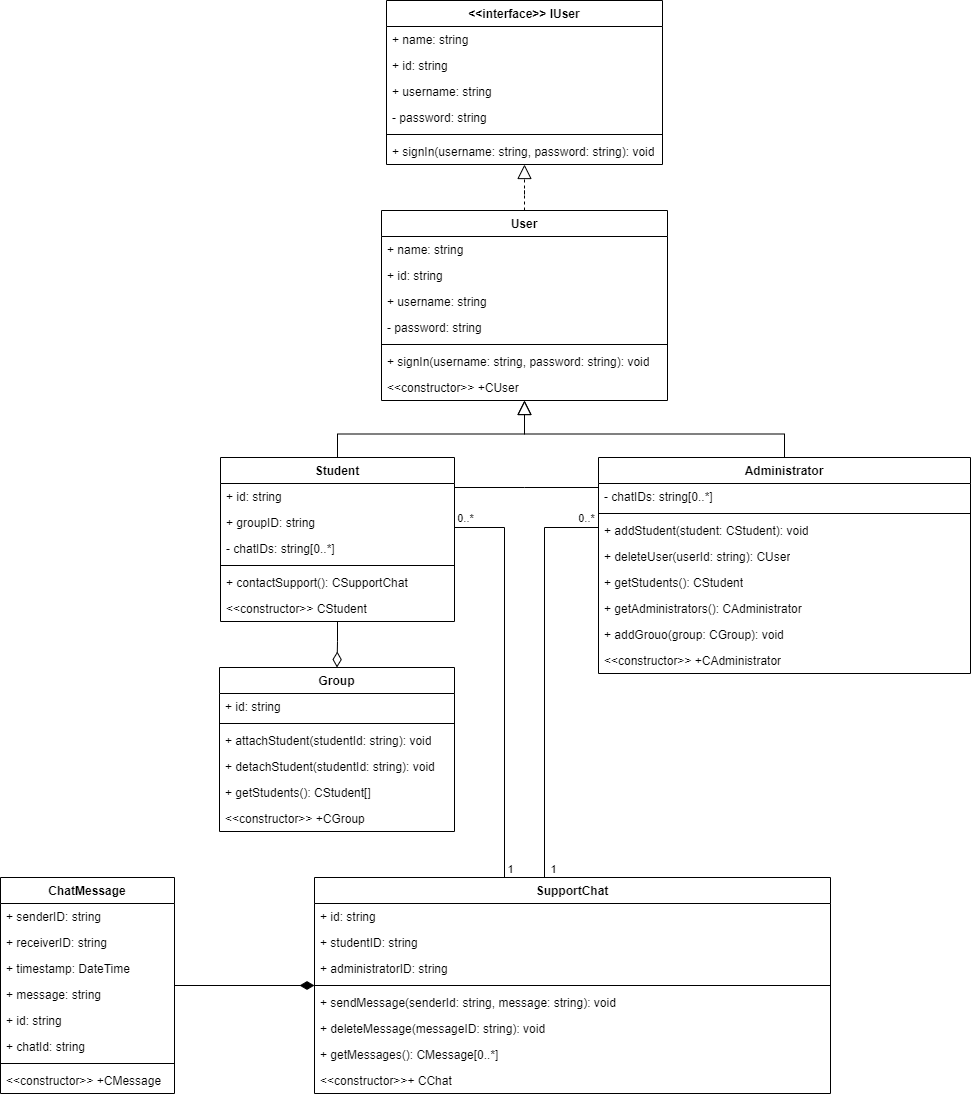 <<interface>> IUser
+ name: string
+ id: string
+ username: string
- password: string
+ signIn(username: string, password: string): void
User
+ name: string
+ id: string
+ username: string
- password: string
+ signIn(username: string, password: string): void
<<constructor>> +CUser
Student
+ id: string
+ groupID: string
- chatIDs: string[0..*]
+ contactSupport(): CSupportChat
<<constructor>> CStudent
0..*
0..*
Administrator
- chatIDs: string[0..*]
+ addStudent(student: CStudent): void
+ deleteUser(userId: string): CUser
+ getStudents(): CStudent
+ getAdministrators(): CAdministrator
+ addGrouo(group: CGroup): void
<<constructor>> +CAdministrator
Group
+ id: string
+ attachStudent(studentId: string): void
+ detachStudent(studentId: string): void
+ getStudents(): CStudent[]
<<constructor>> +CGroup
1
1
ChatMessage
+ senderID: string
+ receiverID: string
+ timestamp: DateTime
+ message: string
+ id: string
+ chatId: string
<<constructor>> +CMessage
SupportChat
+ id: string
+ studentID: string
+ administratorID: string
+ sendMessage(senderId: string, message: string): void
+ deleteMessage(messageID: string): void
+ getMessages(): CMessage[0..*]
<<constructor>>+ CChat